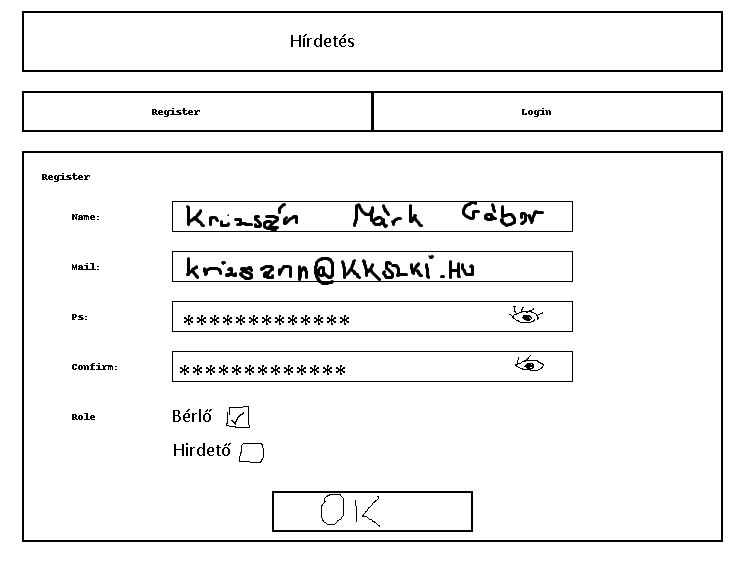 Hírdetés
Register Login
Register
Name: Krizsán Márk Gábor
Mail: krizsann@KKSZKI.HU
Ps: *************
Confirm: *************
Role Bérlő
Hirdető
OK